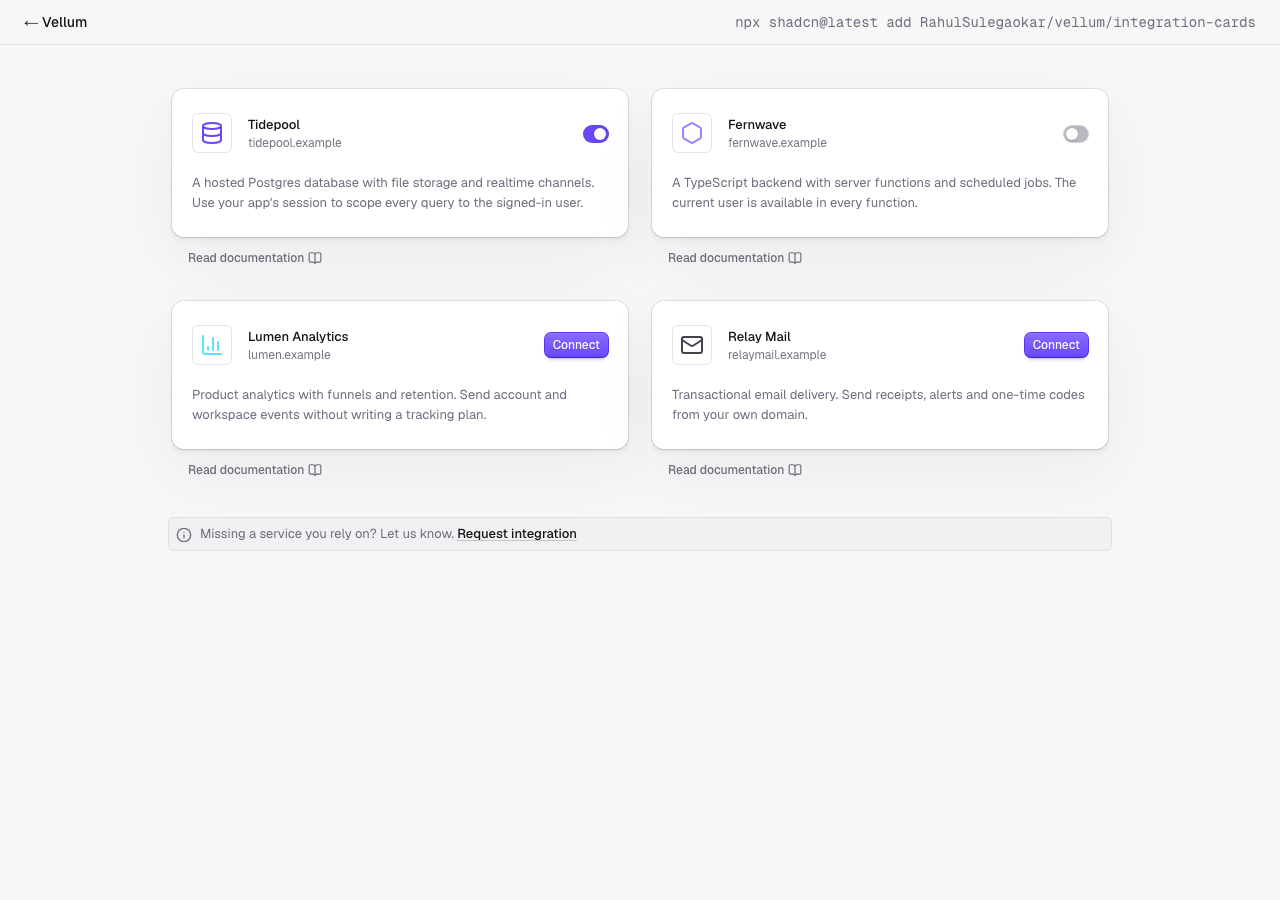 ← Vellum
npx shadcn@latest add RahulSulegaokar/vellum/integration-cards
Tidepool
tidepool.example
A hosted Postgres database with file storage and realtime channels.
Use your app's session to scope every query to the signed-in user.
Read documentation
Fernwave
fernwave.example
A TypeScript backend with server functions and scheduled jobs. The
current user is available in every function.
Read documentation
Lumen Analytics
lumen.example
Connect
Product analytics with funnels and retention. Send account and
workspace events without writing a tracking plan.
Read documentation
Relay Mail
relaymail.example
Connect
Transactional email delivery. Send receipts, alerts and one-time codes
from your own domain.
Read documentation
Missing a service you rely on? Let us know. Request integration